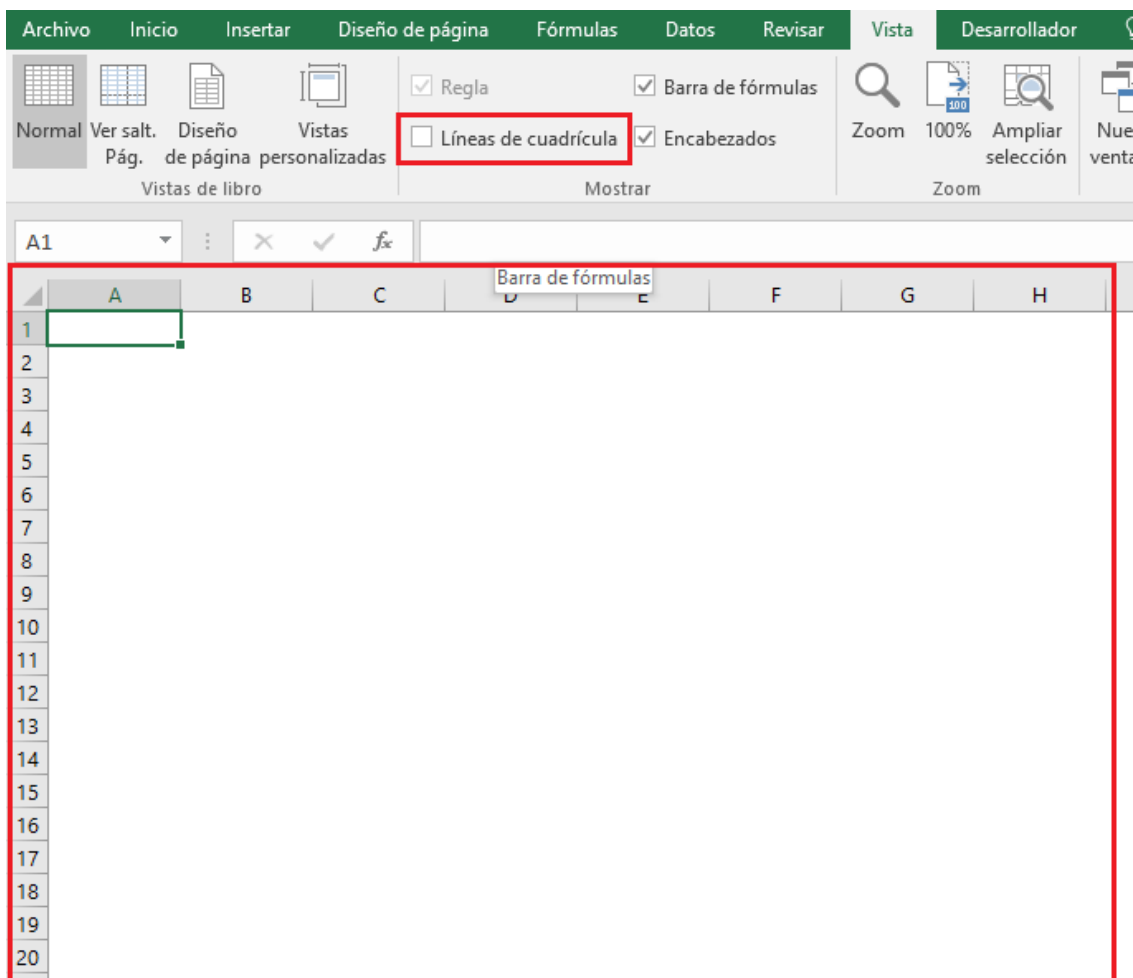 Archivo Inicio Insertar Diseño de página Fórmulas Datos Revisar Vista Desarrollador
Regla Barra de fórmulas
100
Normal Ver salt. Diseño Vistas Líneas de cuadrícula Encabezados Zoom 100% Ampliar
Pág. de página personalizadas selección
Vistas de libro Mostrar Zoom
A1 fx
Barra de fórmulas
A B C D E F G H
1
2
3
4
5
6
7
8
9
10
11
12
13
14
15
16
17
18
19
20